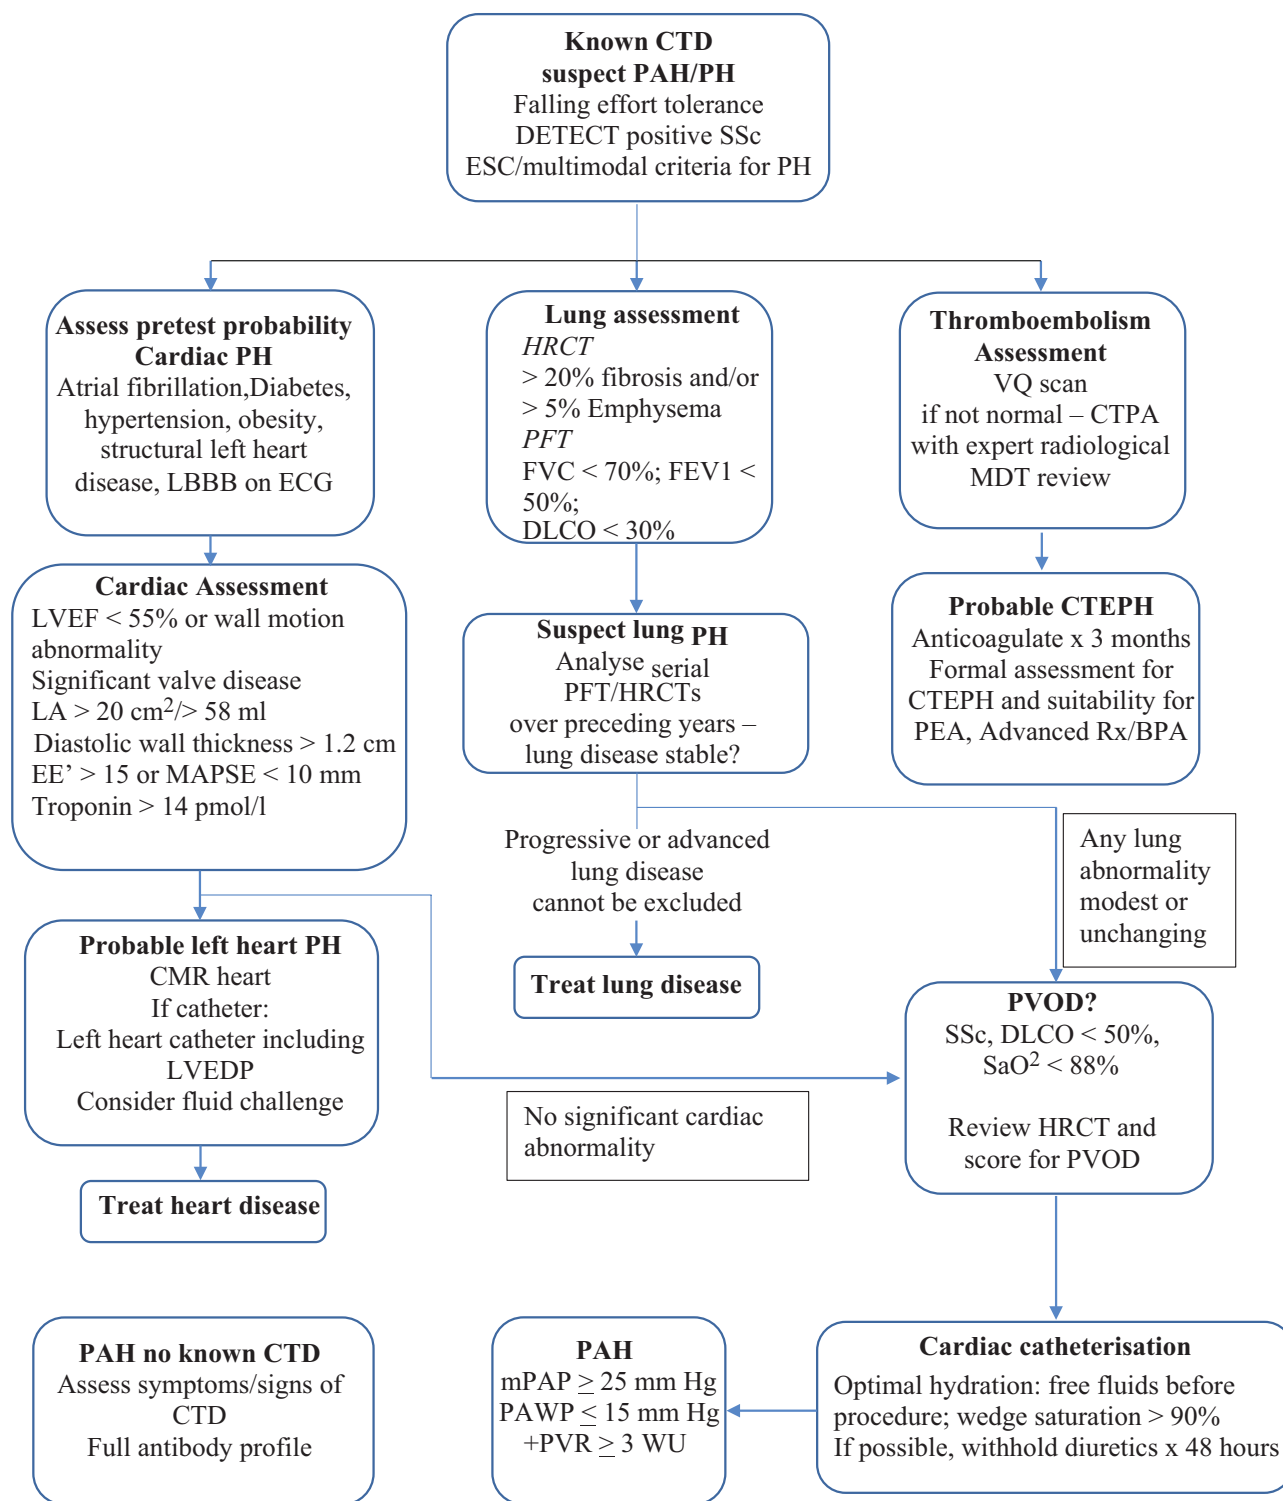 Known CTD
suspect PAH/PH
Falling effort tolerance
DETECT positive SSc
ESC/multimodal criteria for PH
Assess pretest probability
Cardiac PH
Atrial fibrillation,Diabetes,
hypertension, obesity,
structural left heart
disease, LBBB on ECG
Lung assessment
HRCT
> 20% fibrosis and/or
> 5% Emphysema
PFT
FVC < 70%; FEV1 <
50%;
DLCO < 30%
Thromboembolism
Assessment
VQ scan
if not normal – CTPA
with expert radiological
MDT review
Cardiac Assessment
LVEF < 55% or wall motion
abnormality
Significant valve disease
LA > 20 cm²/> 58 ml
Diastolic wall thickness > 1.2 cm
EE’ > 15 or MAPSE < 10 mm
Troponin > 14 pmol/l
Suspect lung PH
Analyse serial
PFT/HRCTs
over preceding years –
lung disease stable?
Probable CTEPH
Anticoagulate x 3 months
Formal assessment for
CTEPH and suitability for
PEA, Advanced Rx/BPA
Progressive or advanced
lung disease
cannot be excluded
Any lung
abnormality
modest or
unchanging
Probable left heart PH
CMR heart
If catheter:
Left heart catheter including
LVEDP
Consider fluid challenge
Treat lung disease
PVOD?
SSc, DLCO < 50%,
SaO² < 88%
Review HRCT and
score for PVOD
No significant cardiac
abnormality
Treat heart disease
PAH no known CTD
Assess symptoms/signs of
CTD
Full antibody profile
PAH
mPAP ≥ 25 mm Hg
PAWP ≤ 15 mm Hg
+PVR ≥ 3 WU
Cardiac catheterisation
Optimal hydration: free fluids before
procedure; wedge saturation > 90%
If possible, withhold diuretics x 48 hours